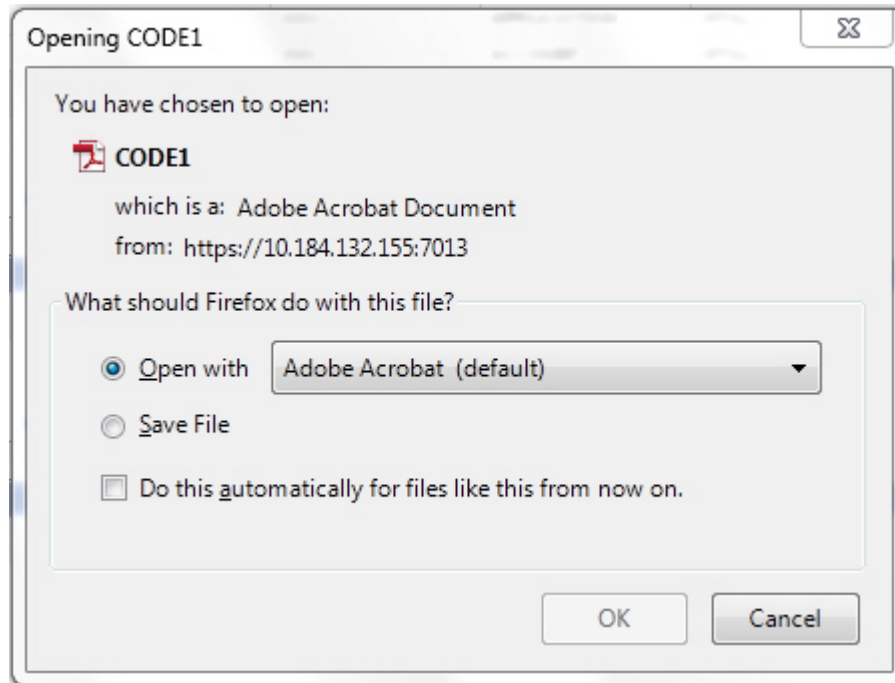 Opening CODE1
You have chosen to open:
CODE1
which is a: Adobe Acrobat Document
from: https://10.184.132.155:7013
What should Firefox do with this file?
Open with Adobe Acrobat (default)
Save File
Do this automatically for files like this from now on.
OK Cancel